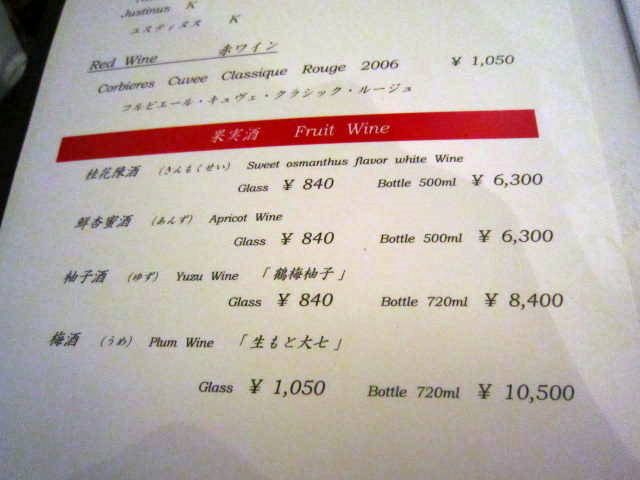 Justinus K
ユスティヌス K
Red Wine 赤ワイン
Corbieres Cuvee Classique Rouge 2006 ¥ 1,050
コルビエール・キュヴェ・クラシック・ルージュ
果実酒 Fruit Wine
桂花陳酒 (きんもくせい) Sweet osmanthus flavor white Wine
Glass ¥ 840 Bottle 500ml ¥ 6,300
鮮杏蜜酒 (あんず) Apricot Wine
Glass ¥ 840 Bottle 500ml ¥ 6,300
柚子酒 (ゆず) Yuzu Wine 「鶴梅柚子」
Glass ¥ 840 Bottle 720ml ¥ 8,400
梅酒 (うめ) Plum Wine 「生もと大七」
Glass ¥ 1,050 Bottle 720ml ¥ 10,500